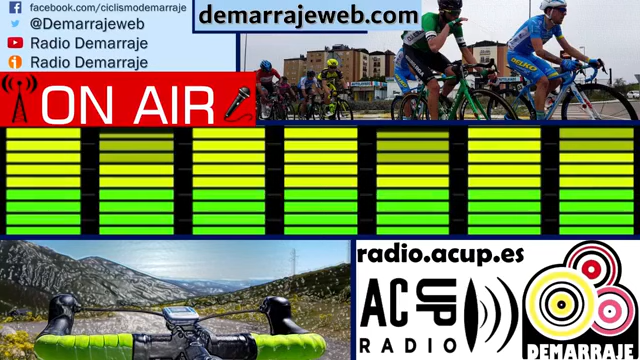 facebook.com/ciclismodemarraje
@Demarrajeweb
Radio Demarraje
Radio Demarraje
demarrajeweb.com
ON AIR
radio.acup.es
AC UP
RADIO
DEMARRAJE